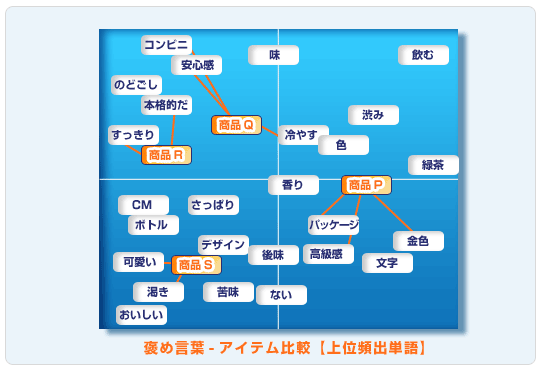 コンビニ
味
飲む
安心感
のどごし
本格的だ
渋み
商品Q
すっきり
冷やす
色
商品R
緑茶
香り
商品P
CM
さっぱり
ボトル
パッケージ
デザイン
金色
後味
高級感
可愛い
商品S
文字
渇き
苦味
ない
おいしい
褒め言葉 - アイテム比較【上位頻出単語】